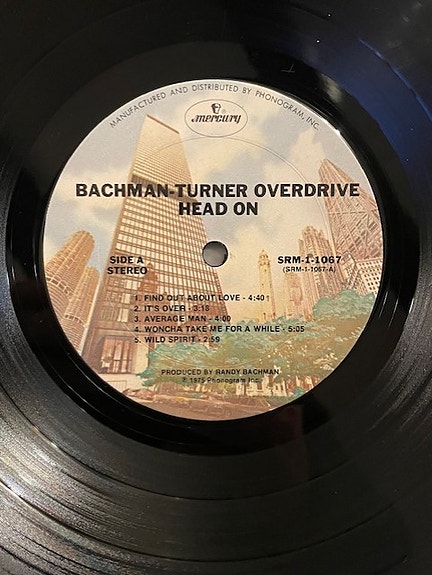 MANUFACTURED AND DISTRIBUTED BY PHONOGRAM, INC.
mercury
BACHMAN-TURNER OVERDRIVE
HEAD ON
SIDE A
STEREO
SRM-1-1067
(SRM-1-1067-A)
1. FIND OUT ABOUT LOVE - 4:40
2. IT'S OVER - 3:18
3. AVERAGE MAN - 4:00
4. WONCHA TAKE ME FOR A WHILE - 5:05
5. WILD SPIRIT - 2:59
PRODUCED BY RANDY BACHMAN
℗ 1975 Phonogram Inc.